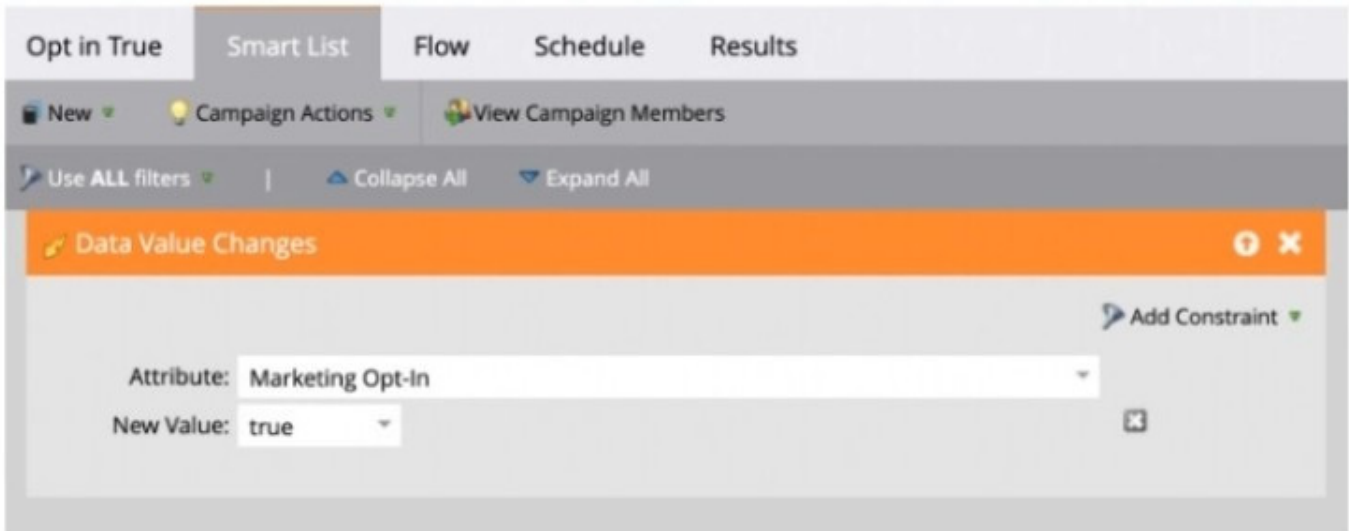 Opt in True Smart List Flow Schedule Results
New Campaign Actions View Campaign Members
Use ALL filters | Collapse All Expand All
Data Value Changes
Add Constraint
Attribute: Marketing Opt-In
New Value: true